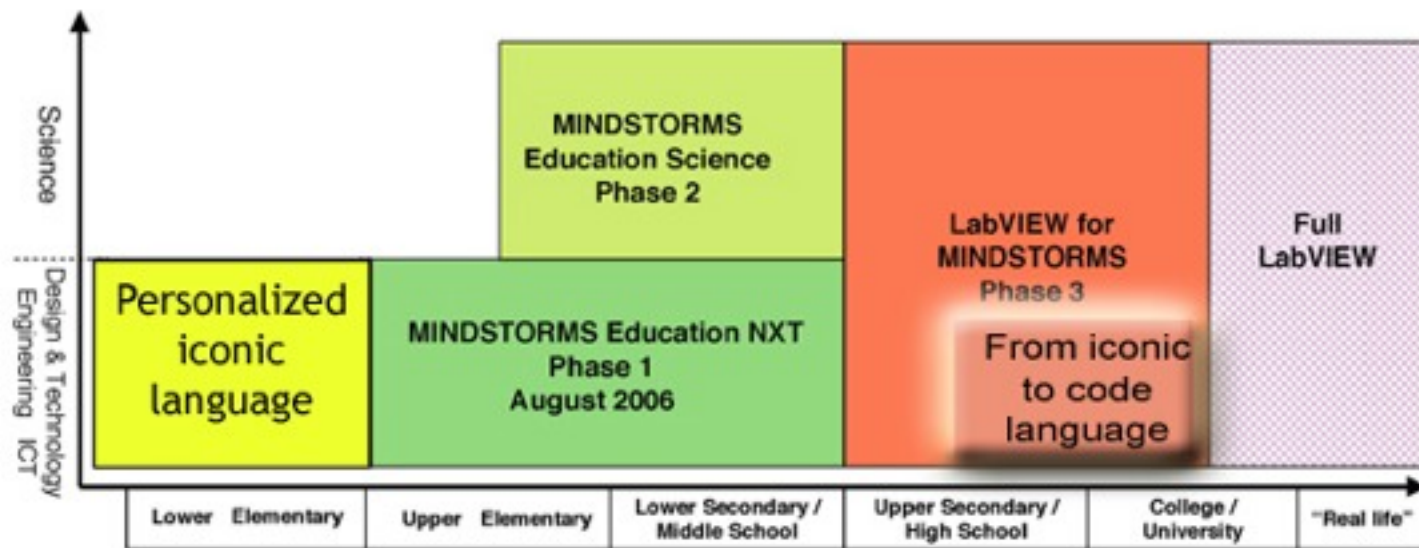 Science
Design & Technology
Engineering ICT
MINDSTORMS
Education Science
Phase 2
Personalized
iconic
language
MINDSTORMS Education NXT
Phase 1
August 2006
LabVIEW for
MINDSTORMS
Phase 3
From iconic
to code
language
Full
LabVIEW
Lower Elementary
Upper Elementary
Lower Secondary /
Middle School
Upper Secondary /
High School
College /
University
"Real life"